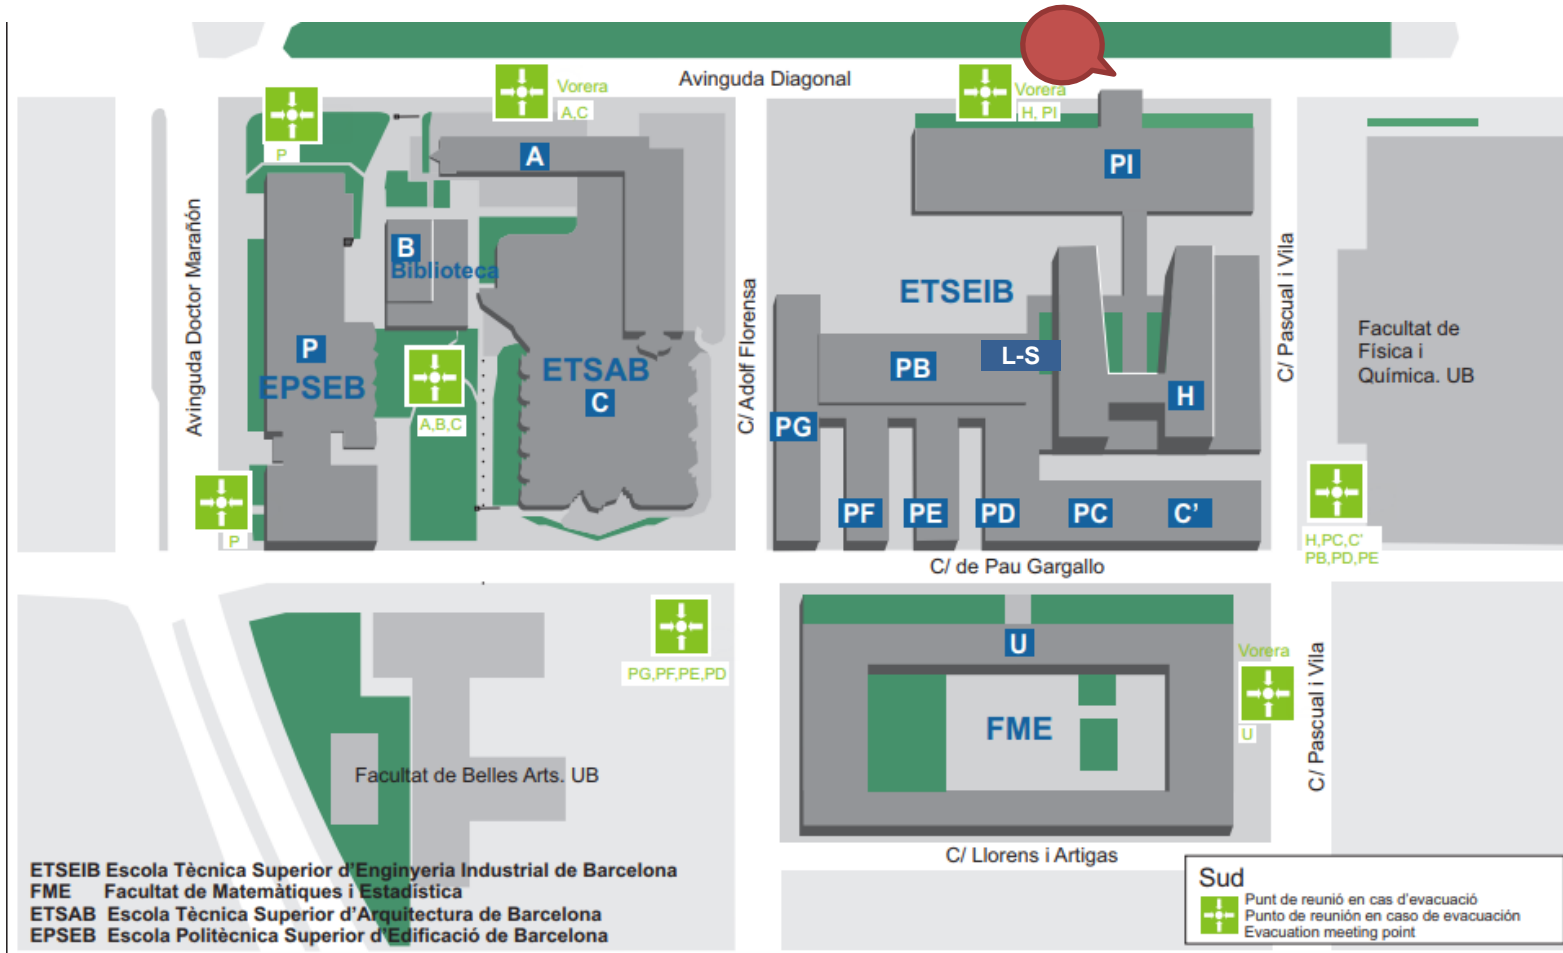 Avinguda Diagonal
Vorera
A,C
Vorera
H, PI
P
A
PI
Avinguda Doctor Marañón
B
Biblioteca
P
EPSEB
A,B,C
ETSAB
C
P
C/ Adolf Florensa
ETSEIB
PB
L-S
H
PG
PF
PE
PD
PC
C’
C/ Pascual i Vila
Facultat de
Física i
Química. UB
H,PC,C’
PB,PD,PE
C/ de Pau Gargallo
PG,PF,PE,PD
Facultat de Belles Arts. UB
U
FME
Vorera
U
C/ Pascual i Vila
C/ Llorens i Artigas
ETSEIB Escola Tècnica Superior d’Enginyeria Industrial de Barcelona
FME Facultat de Matemàtiques i Estadística
ETSAB Escola Tècnica Superior d’Arquitectura de Barcelona
EPSEB Escola Politècnica Superior d’Edificació de Barcelona
Sud
Punt de reunió en cas d’evacuació
Punto de reunión en caso de evacuación
Evacuation meeting point